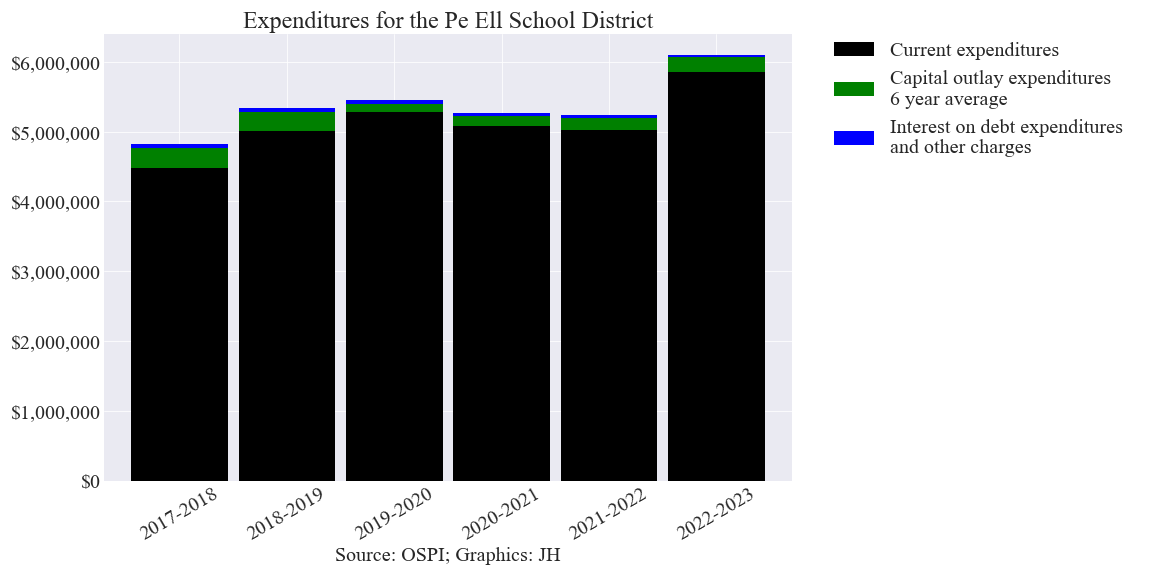 Expenditures for the Pe Ell School District
$6,000,000
$5,000,000
$4,000,000
$3,000,000
$2,000,000
$1,000,000
$0
2017-2018
2018-2019
2019-2020
2020-2021
2021-2022
2022-2023
Source: OSPI; Graphics: JH
Current expenditures
Capital outlay expenditures
6 year average
Interest on debt expenditures
and other charges